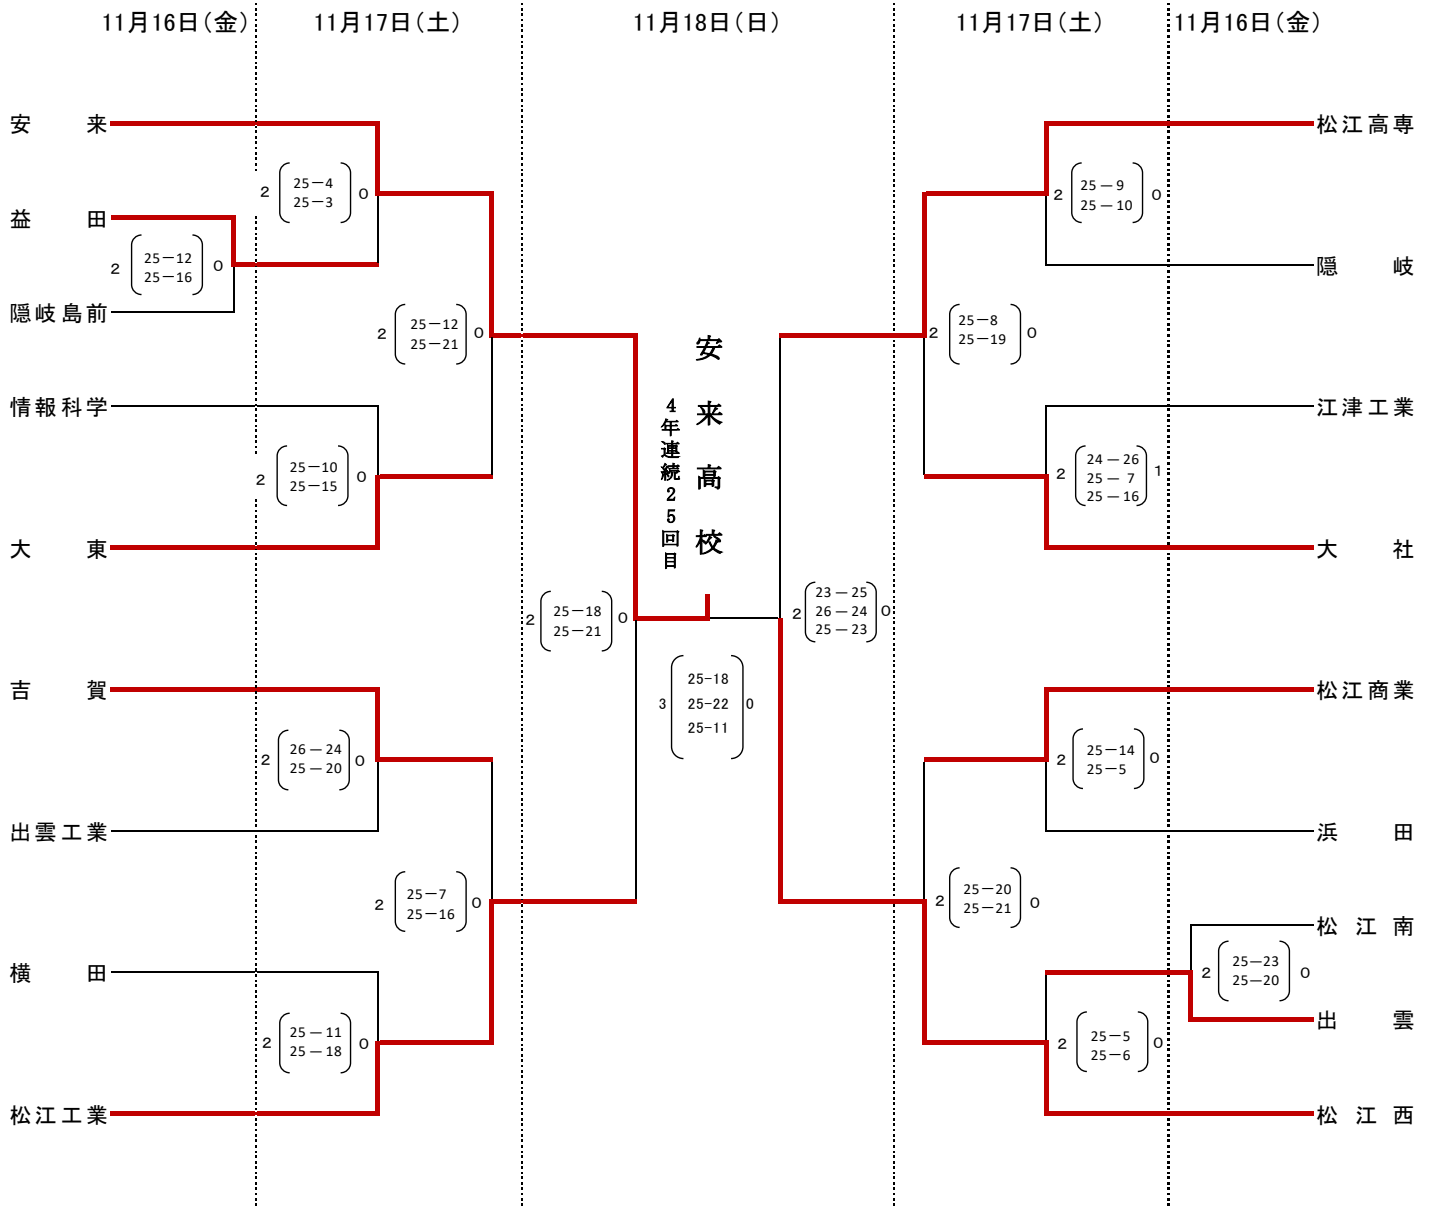 11月16日(金) 11月17日(土) 11月18日(日) 11月17日(土) 11月16日(金)
安 来
益 田
隠岐島前
情報科学
大 東
吉 賀
出雲工業
横 田
松江工業
2 25-12 0
25-16
2 25-4 0
25-3
2 25-10 0
25-15
2 26-24 0
25-20
2 25-11 0
25-18
2 25-12 0
25-21
2 25-7 0
25-16
2 25-18 0
25-21
安来高校
4年連続25回目
3 25-18 0
25-22
25-11
2 23-25 0
26-24
25-23
2 25-8 0
25-19
2 25-20 0
25-21
2 25-9 0
25-10
2 24-26 1
25-7
25-16
2 25-14 0
25-5
2 25-5 0
25-6
2 25-23 0
25-20
松江高専
隠 岐
江津工業
大 社
松江商業
浜 田
松 江 南
出 雲
松 江 西